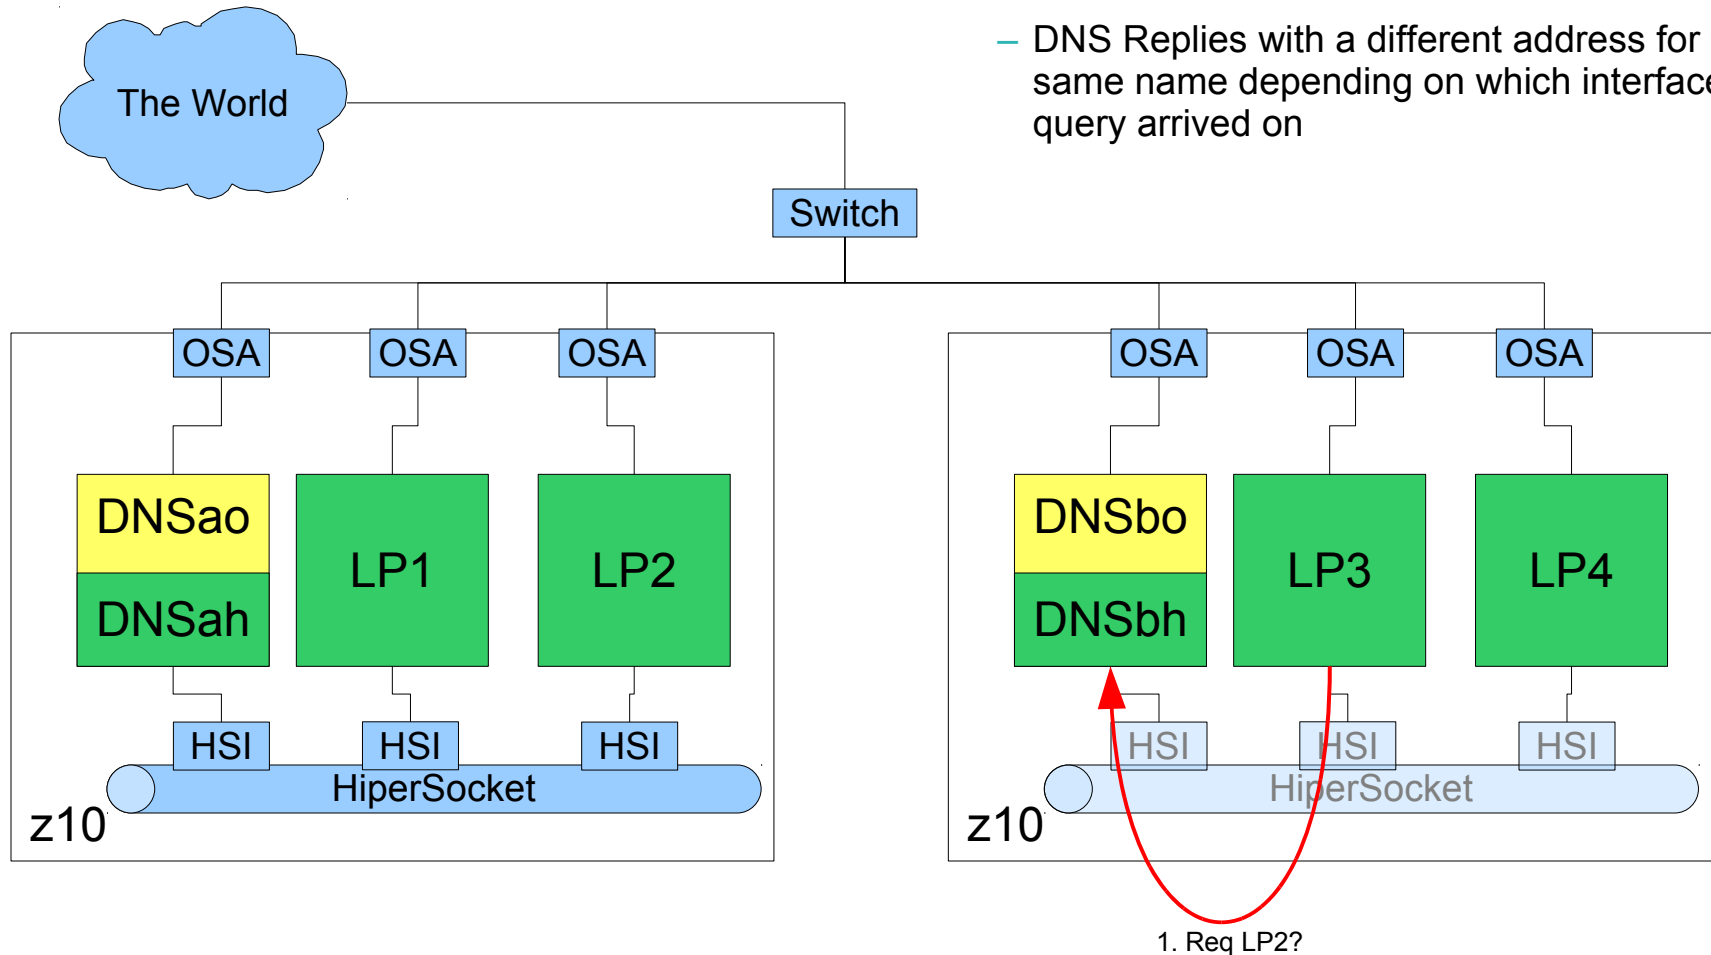 – DNS Replies with a different address for
same name depending on which interface
query arrived on
The World
Switch
OSA
OSA
OSA
OSA
OSA
OSA
DNSao
DNSah
LP1
LP2
DNSbo
DNSbh
LP3
LP4
HSI
HSI
HSI
HiperSocket
z10
HSI
HSI
HSI
HiperSocket
z10
1. Req LP2?